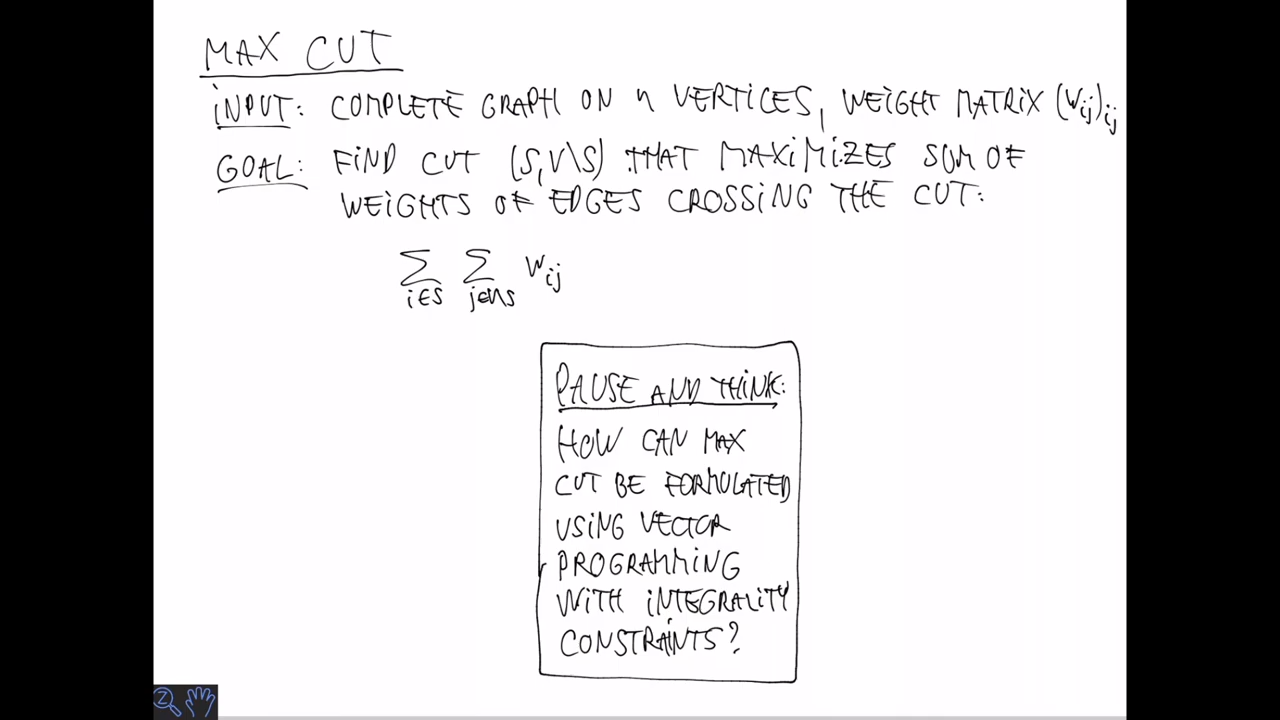 MAX CUT
INPUT: COMPLETE GRAPH ON n VERTICES, WEIGHT MATRIX (Wij)ij
GOAL: FIND CUT (S,V\S) THAT MAXIMIZES SUM OF
WEIGHTS OF EDGES CROSSING THE CUT:
∑ ∑ Wij
i∈S j∈V\S
PAUSE AND THINK:
HOW CAN MAX
CUT BE FORMULATED
USING VECTOR
PROGRAMMING
WITH INTEGRALITY
CONSTRAINTS?
Z